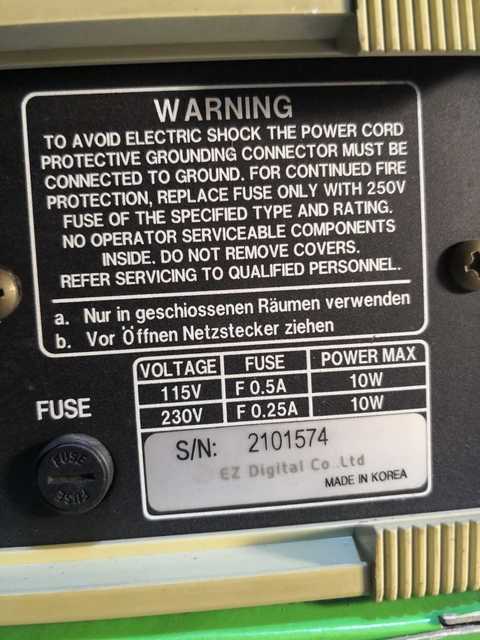 WARNING
TO AVOID ELECTRIC SHOCK THE POWER CORD
PROTECTIVE GROUNDING CONNECTOR MUST BE
CONNECTED TO GROUND. FOR CONTINUED FIRE
PROTECTION, REPLACE FUSE ONLY WITH 250V
FUSE OF THE SPECIFIED TYPE AND RATING.
NO OPERATOR SERVICEABLE COMPONENTS
INSIDE. DO NOT REMOVE COVERS.
REFER SERVICING TO QUALIFIED PERSONNEL.
a. Nur in geschiossenen Räumen verwenden
b. Vor Öffnen Netzstecker ziehen
VOLTAGE FUSE POWER MAX
115V F 0.5A 10W
230V F 0.25A 10W
FUSE
FUSE
FUSE
S/N: 2101574
EZ Digital Co.,Ltd
MADE IN KOREA